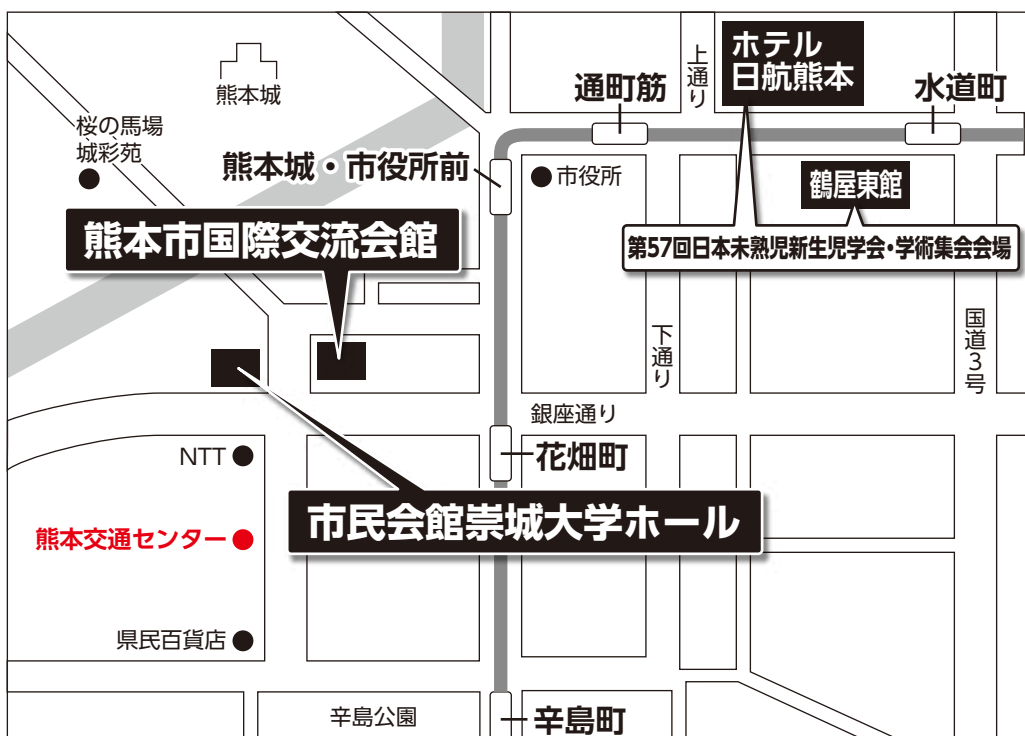 ホテル
日航熊本
上通り
通町筋
水道町
熊本城
桜の馬場
城彩苑
熊本城・市役所前
市役所
鶴屋東館
熊本市国際交流会館
第57回日本未熟児新生児学会・学術集会会場
下通り
国道3号
銀座通り
NTT
花畑町
市民会館崇城大学ホール
熊本交通センター
県民百貨店
辛島公園
辛島町